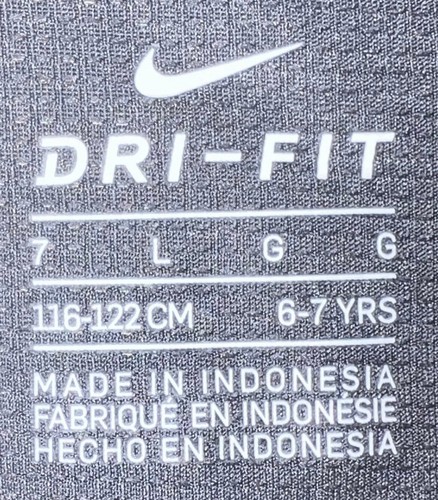 DRI-FIT
7 L G G
116-122 CM 6-7 YRS
MADE IN INDONESIA
FABRIQUÉ EN INDONÉSIE
HECHO EN INDONESIA